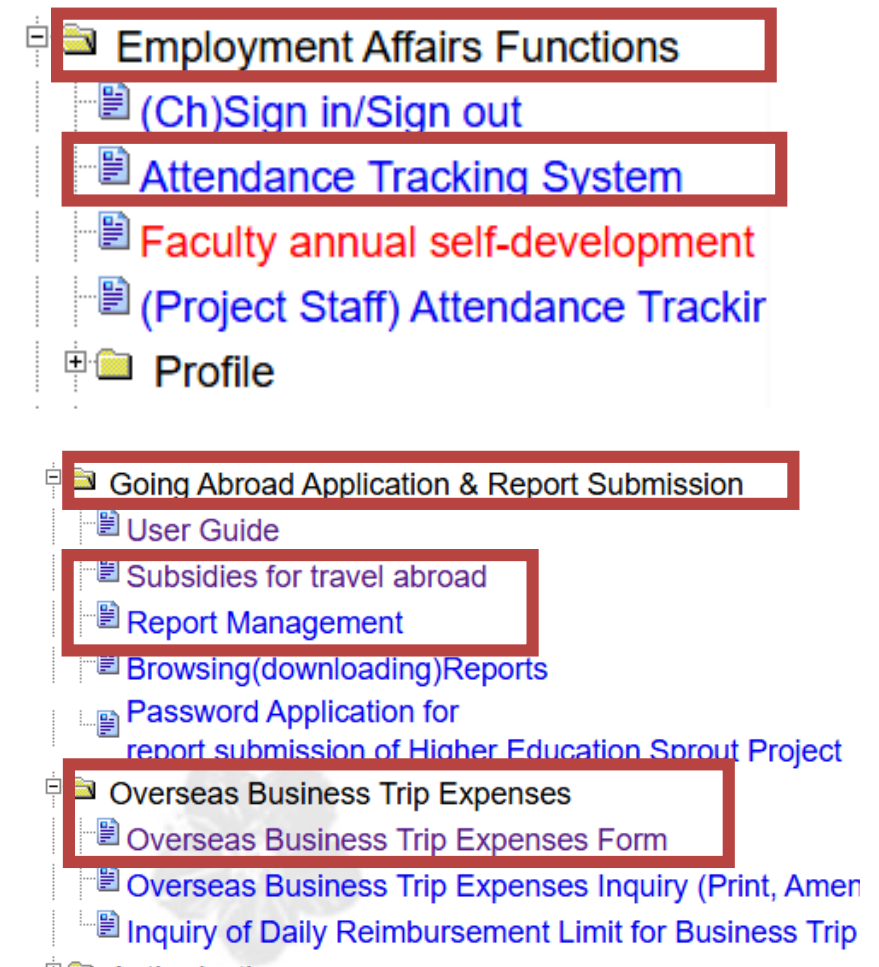 Employment Affairs Functions
(Ch)Sign in/Sign out
Attendance Tracking System
Faculty annual self-development
(Project Staff) Attendance Trackir
Profile
Going Abroad Application & Report Submission
User Guide
Subsidies for travel abroad
Report Management
Browsing(downloading)Reports
Password Application for
report submission of Higher Education Sprout Project
Overseas Business Trip Expenses
Overseas Business Trip Expenses Form
Overseas Business Trip Expenses Inquiry (Print, Amen
Inquiry of Daily Reimbursement Limit for Business Trip